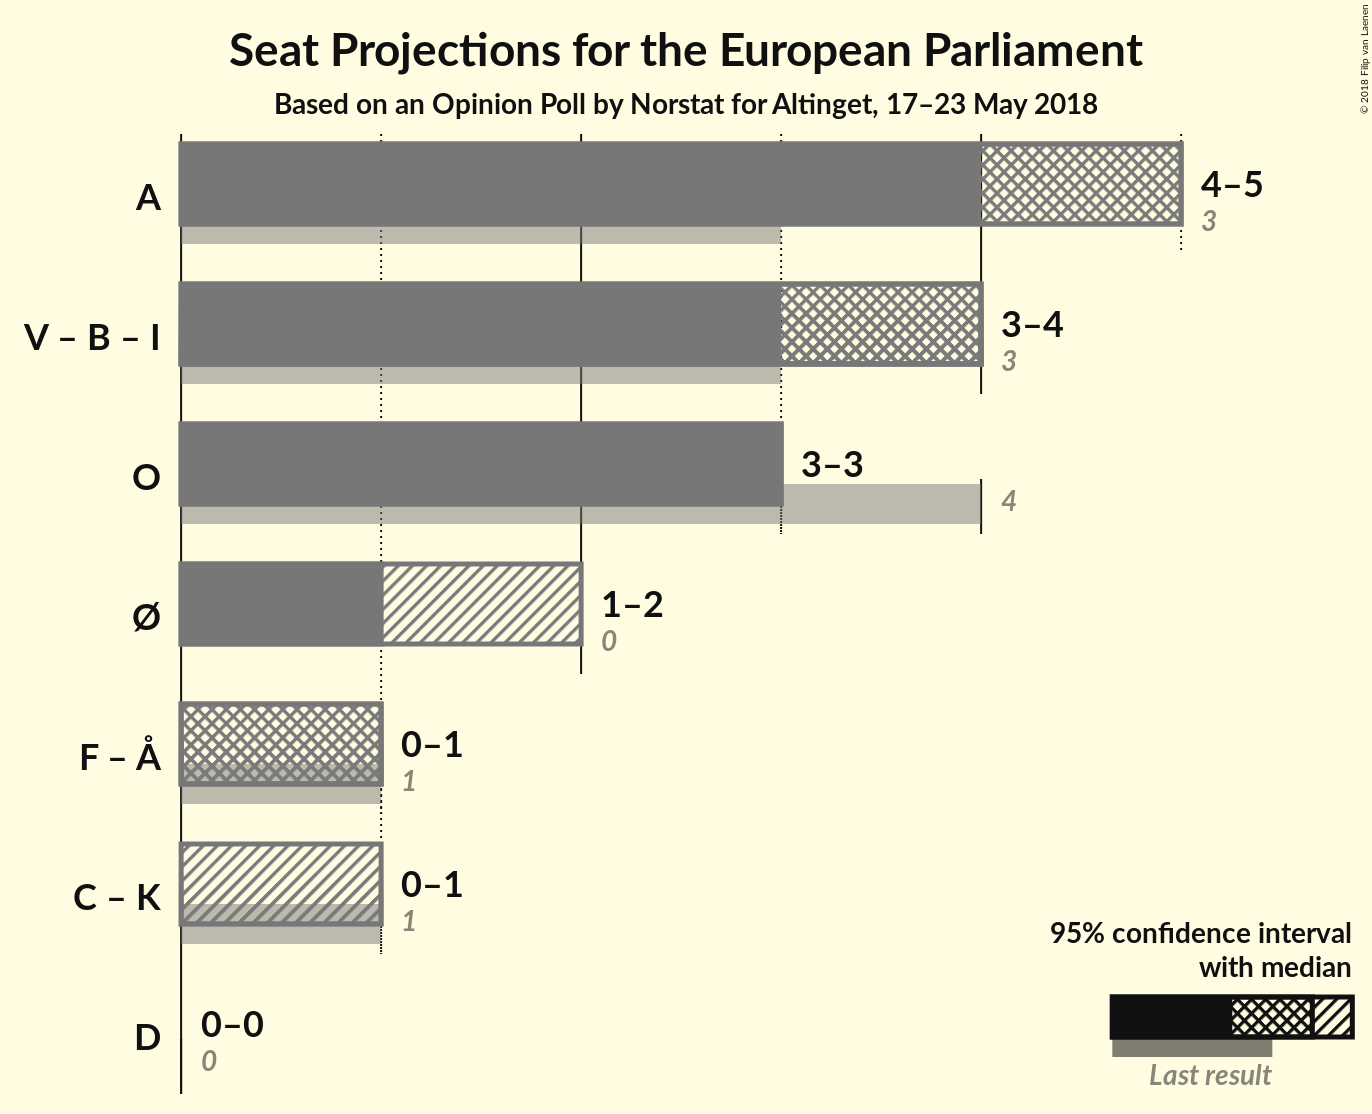 Seat Projections for the European Parliament
Based on an Opinion Poll by Norstat for Altinget, 17–23 May 2018
© 2018 Filip van Laenen
A
4–5
3
V – B – I
3–4
3
O
3–3
4
Ø
1–2
0
F – Å
0–1
1
C – K
0–1
1
D
0–0
0
95% confidence interval
with median
Last result